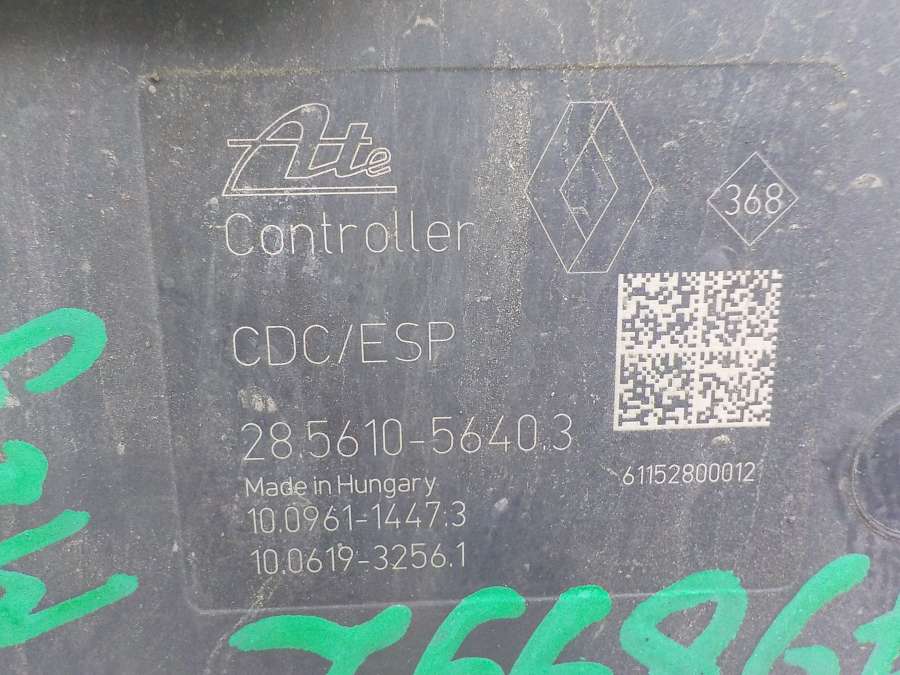 Ate
368
Controller
CDC/ESP
28.5610-5640.3
61152800012
Made in Hungary
10.0961-1447.3
10.0619-3256.1